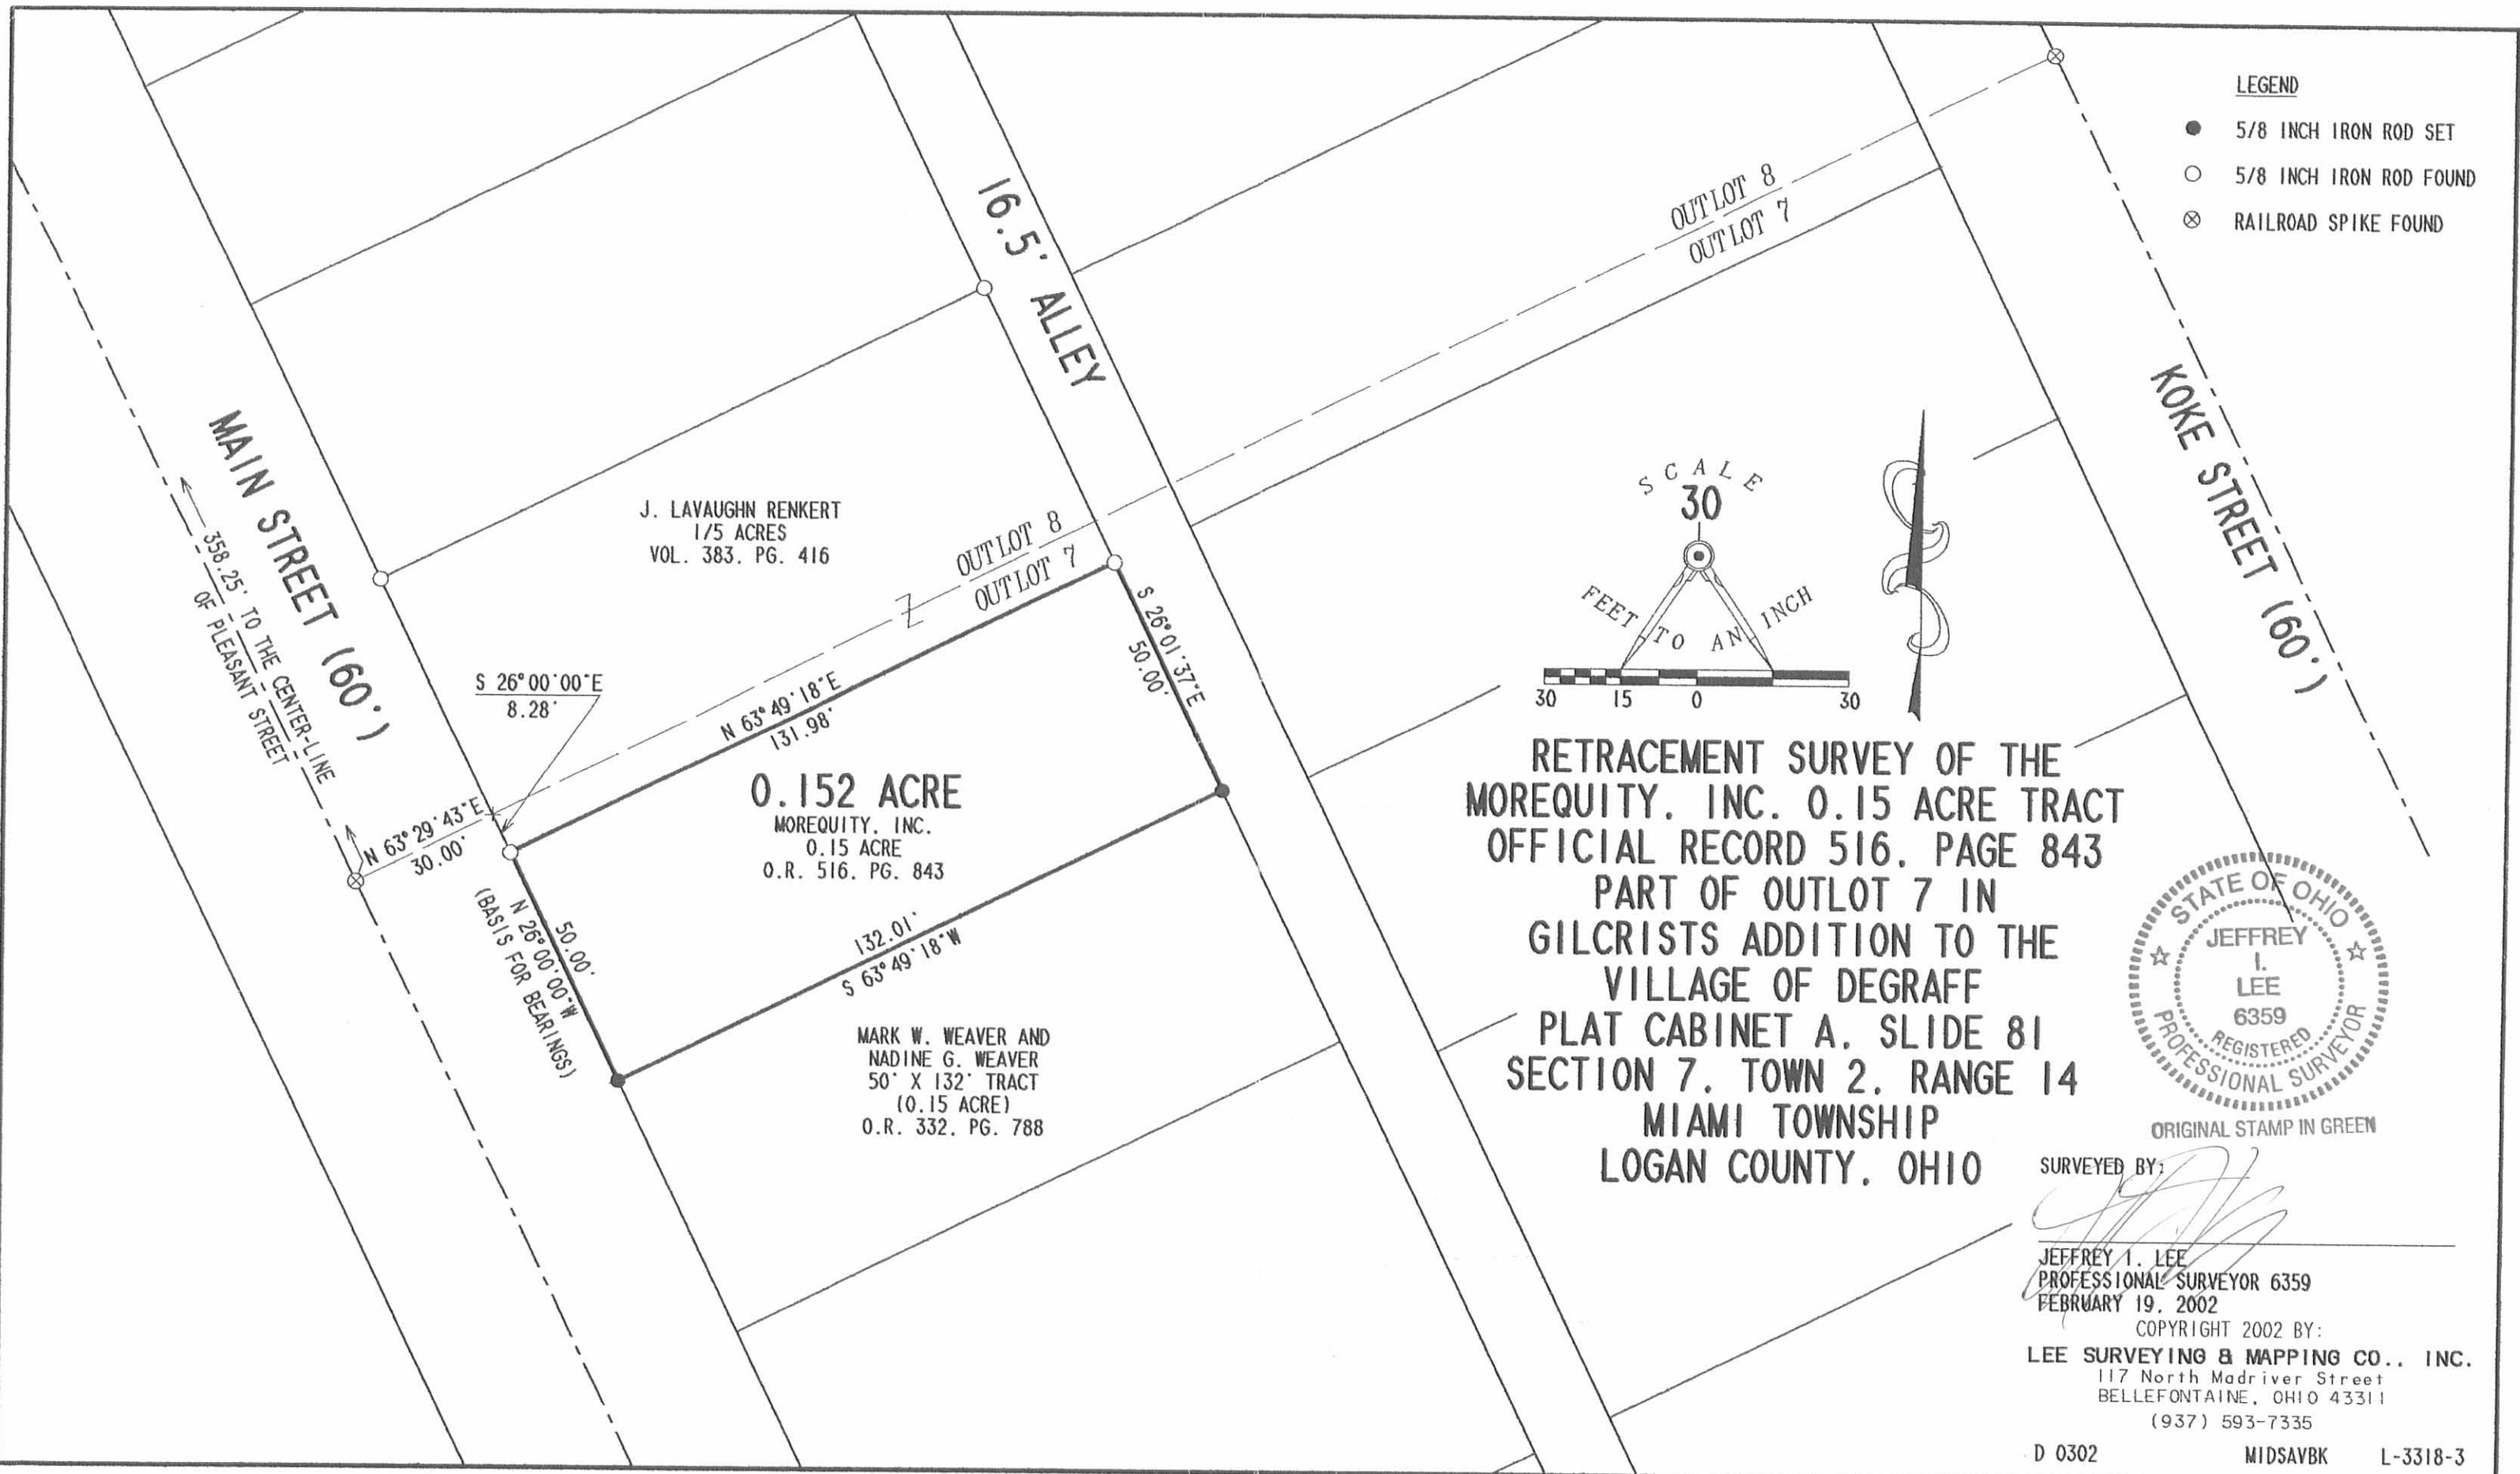 LEGEND
5/8 INCH IRON ROD SET
5/8 INCH IRON ROD FOUND
RAILROAD SPIKE FOUND
16.5' ALLEY
OUTLOT 8
OUTLOT 7
MAIN STREET (60')
358.25' TO THE CENTER-LINE
OF PLEASANT STREET
KOKE STREET (60')
J. LAVAUGHN RENKERT
1/5 ACRES
VOL. 383. PG. 416
OUTLOT 8
OUTLOT 7
S 26°00'00"E
8.28'
N 63°49'18"E
131.98'
S 26°01'37"E
50.00'
N 63°29'43"E
30.00'
0.152 ACRE
MOREQUITY. INC.
0.15 ACRE
O.R. 516. PG. 843
50.00'
N 26°00'00"W
(BASIS FOR BEARINGS)
132.01'
S 63°49'18"W
MARK W. WEAVER AND
NADINE G. WEAVER
50' X 132' TRACT
(0.15 ACRE)
O.R. 332. PG. 788
SCALE
30
FEET TO AN INCH
30 15 0 30
RETRACEMENT SURVEY OF THE
MOREQUITY. INC. 0.15 ACRE TRACT
OFFICIAL RECORD 516. PAGE 843
PART OF OUTLOT 7 IN
GILCRISTS ADDITION TO THE
VILLAGE OF DEGRAFF
PLAT CABINET A. SLIDE 81
SECTION 7. TOWN 2. RANGE 14
MIAMI TOWNSHIP
LOGAN COUNTY. OHIO
STATE OF OHIO
JEFFREY
I.
LEE
6359
REGISTERED
PROFESSIONAL SURVEYOR
ORIGINAL STAMP IN GREEN
SURVEYED BY:
JEFFREY I. LEE
PROFESSIONAL SURVEYOR 6359
FEBRUARY 19. 2002
COPYRIGHT 2002 BY:
LEE SURVEYING & MAPPING CO.. INC.
117 North Madriver Street
BELLEFONTAINE, OHIO 43311
(937) 593-7335
D 0302 MIDSAVBK L-3318-3